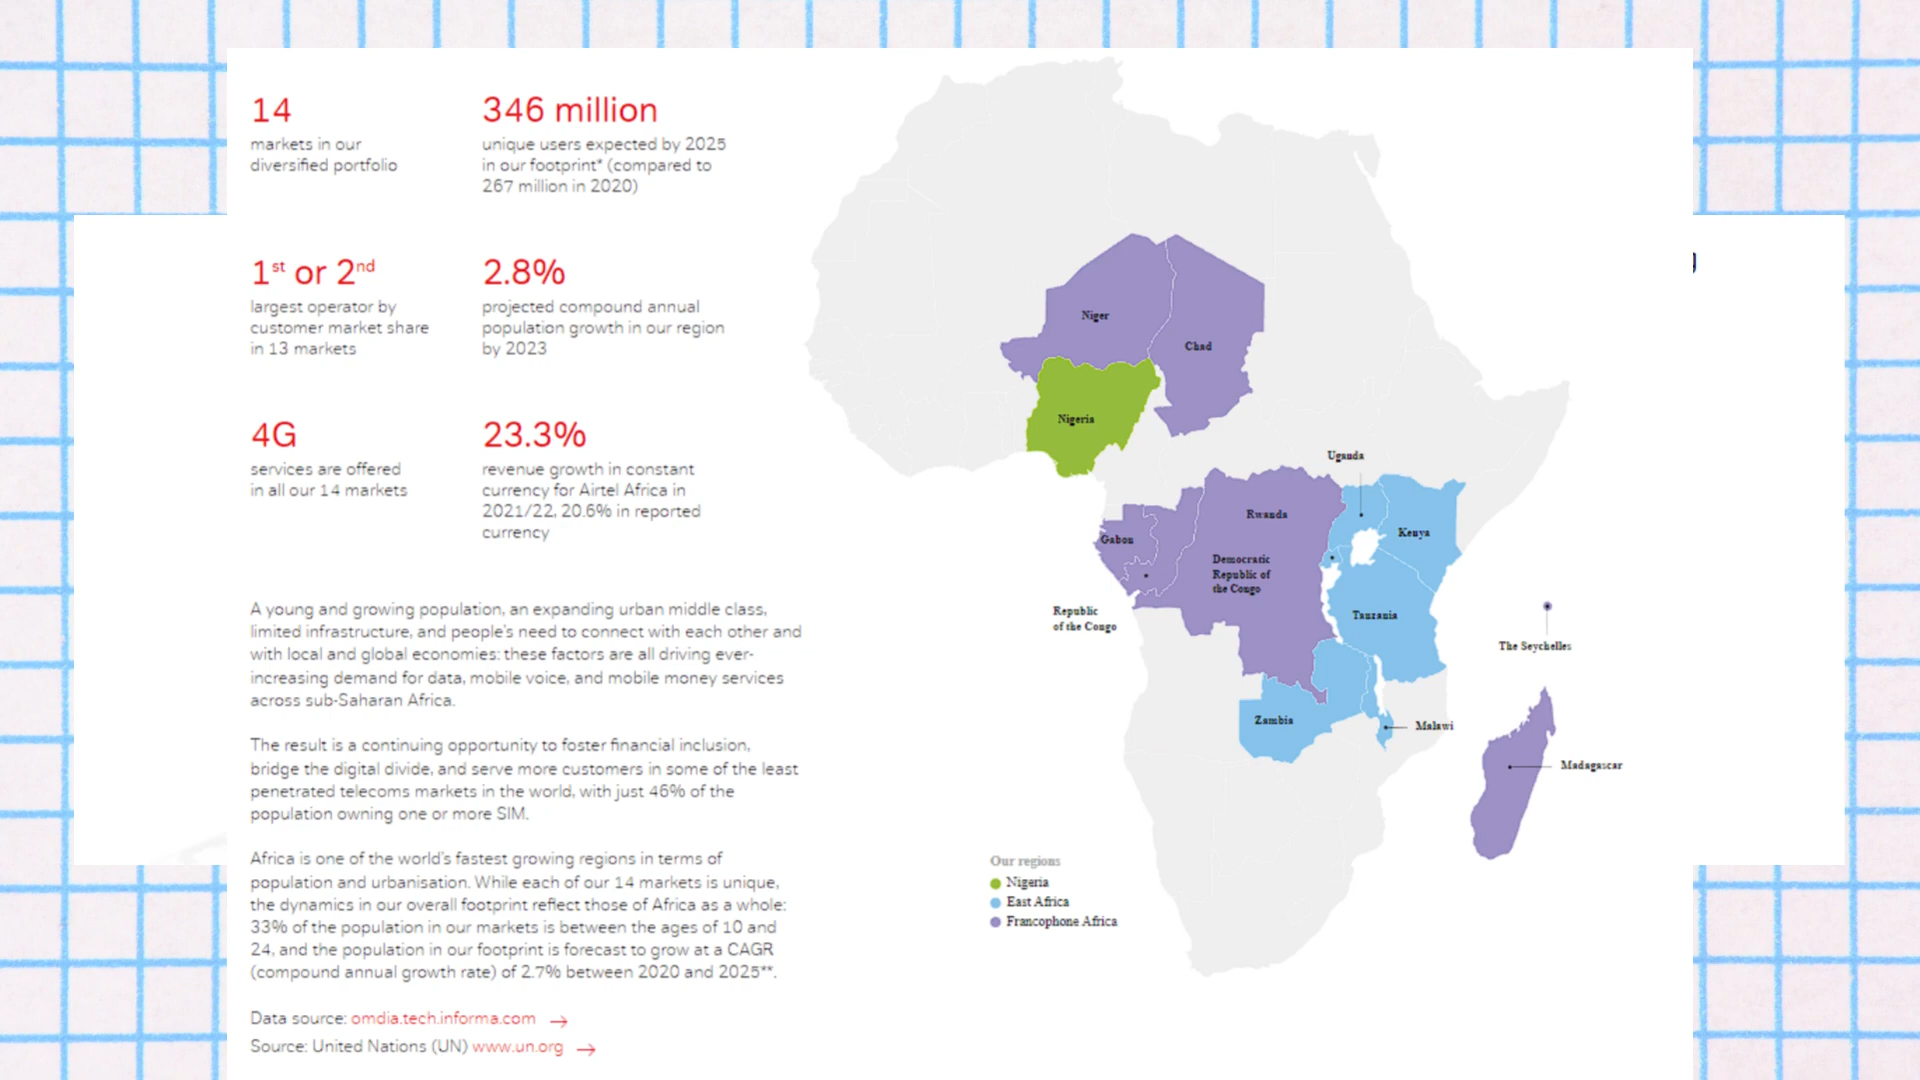 14
markets in our
diversified portfolio
346 million
unique users expected by 2025
in our footprint* (compared to
267 million in 2020)
1st or 2nd
largest operator by
customer market share
in 13 markets
2.8%
projected compound annual
population growth in our region
by 2023
4G
services are offered
in all our 14 markets
23.3%
revenue growth in constant
currency for Airtel Africa in
2021/22, 20.6% in reported
currency
A young and growing population, an expanding urban middle class,
limited infrastructure, and people's need to connect with each other and
with local and global economies: these factors are all driving ever-
increasing demand for data, mobile voice, and mobile money services
across sub-Saharan Africa.
The result is a continuing opportunity to foster financial inclusion,
bridge the digital divide, and serve more customers in some of the least
penetrated telecoms markets in the world, with just 46% of the
population owning one or more SIM.
Africa is one of the world's fastest growing regions in terms of
population and urbanisation. While each of our 14 markets is unique,
the dynamics in our overall footprint reflect those of Africa as a whole:
33% of the population in our markets is between the ages of 10 and
24, and the population in our footprint is forecast to grow at a CAGR
(compound annual growth rate) of 2.7% between 2020 and 2025**.
Data source: omdia.tech.informa.com →
Source: United Nations (UN) www.un.org →
Niger
Chad
Nigeria
Uganda
Rwanda
Kenya
Gabon
Democratic
Republic of
the Congo
Republic
of the Congo
Tanzania
The Seychelles
Zambia
Malawi
Madagascar
Our regions
Nigeria
East Africa
Francophone Africa